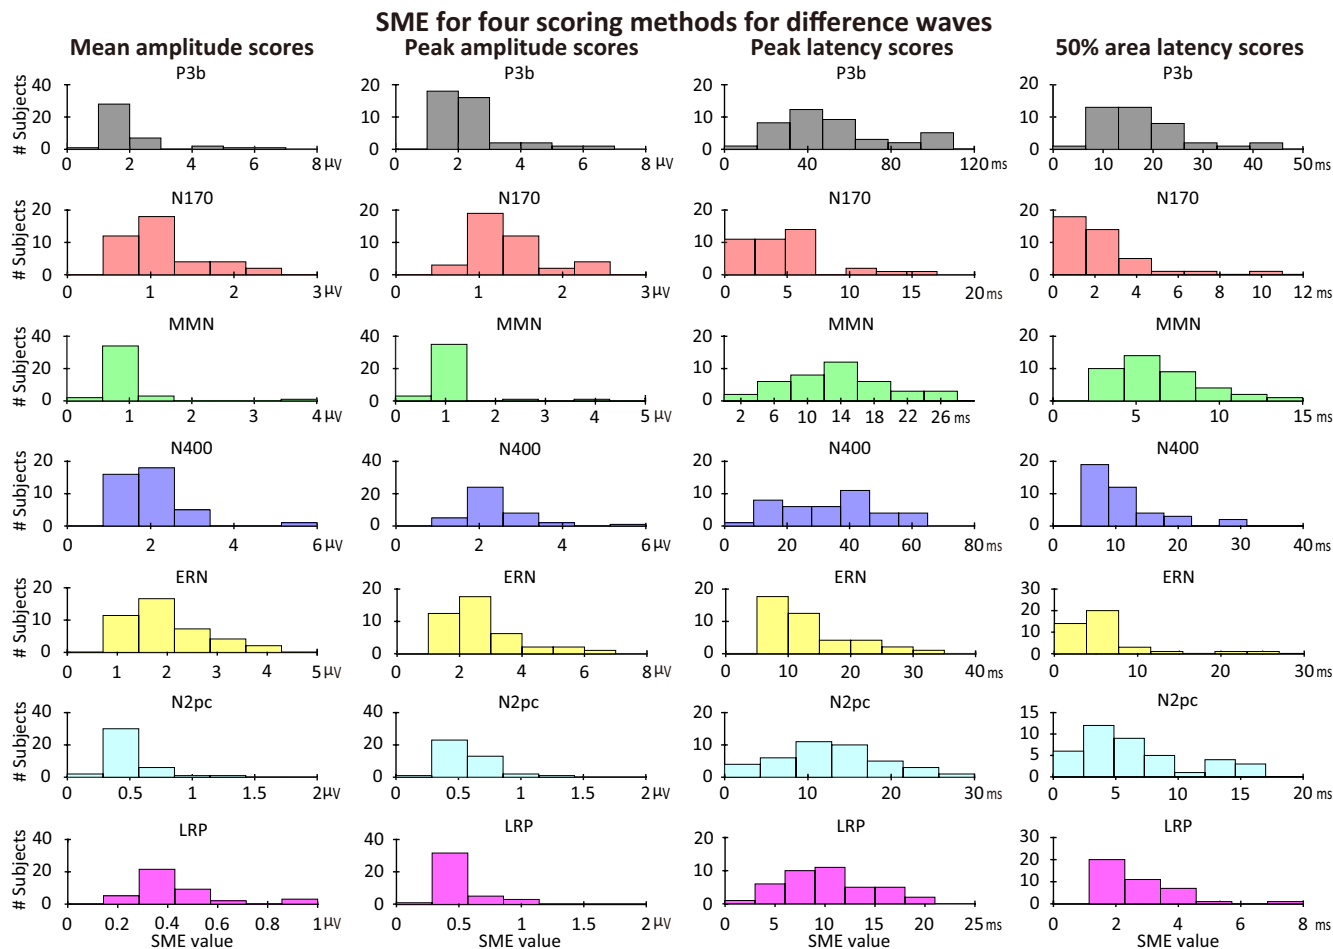 SME for four scoring methods for difference waves
Mean amplitude scores Peak amplitude scores Peak latency scores 50% area latency scores
P3b P3b P3b P3b
# Subjects
40 20 0
0 2 4 6 8 μV
20 10 0
0 2 4 6 8 μV
20 10 0
0 40 80 120 ms
20 10 0
0 10 20 30 40 50 ms
N170 N170 N170 N170
# Subjects
20 10 0
0 1 2 3 μV
20 10 0
0 1 2 3 μV
20 10 0
0 5 10 15 20 ms
20 10 0
0 2 4 6 8 10 12 ms
MMN MMN MMN MMN
# Subjects
40 20 0
0 1 2 3 4 μV
40 20 0
0 1 2 3 4 5 μV
20 10 0
2 6 10 14 18 22 26 ms
20 10 0
0 5 10 15 ms
N400 N400 N400 N400
# Subjects
20 10 0
0 2 4 6 μV
40 20 0
0 2 4 6 μV
20 10 0
0 20 40 60 80 ms
20 10 0
0 10 20 30 40 ms
ERN ERN ERN ERN
# Subjects
20 10 0
0 1 2 3 4 5 μV
20 10 0
0 2 4 6 8 μV
20 10 0
0 10 20 30 40 ms
30 20 10 0
0 10 20 30 ms
N2pc N2pc N2pc N2pc
# Subjects
40 20 0
0 0.5 1 1.5 2 μV
40 20 0
0 0.5 1 1.5 2 μV
20 10 0
0 10 20 30 ms
15 10 5 0
0 5 10 15 20 ms
LRP LRP LRP LRP
# Subjects
40 20 0
0.2 0.4 0.6 0.8 1 μV
40 20 0
0 0.5 1 1.5 2 μV
20 10 0
0 5 10 15 20 25 ms
30 20 10 0
0 2 4 6 8 ms
SME value SME value SME value SME value